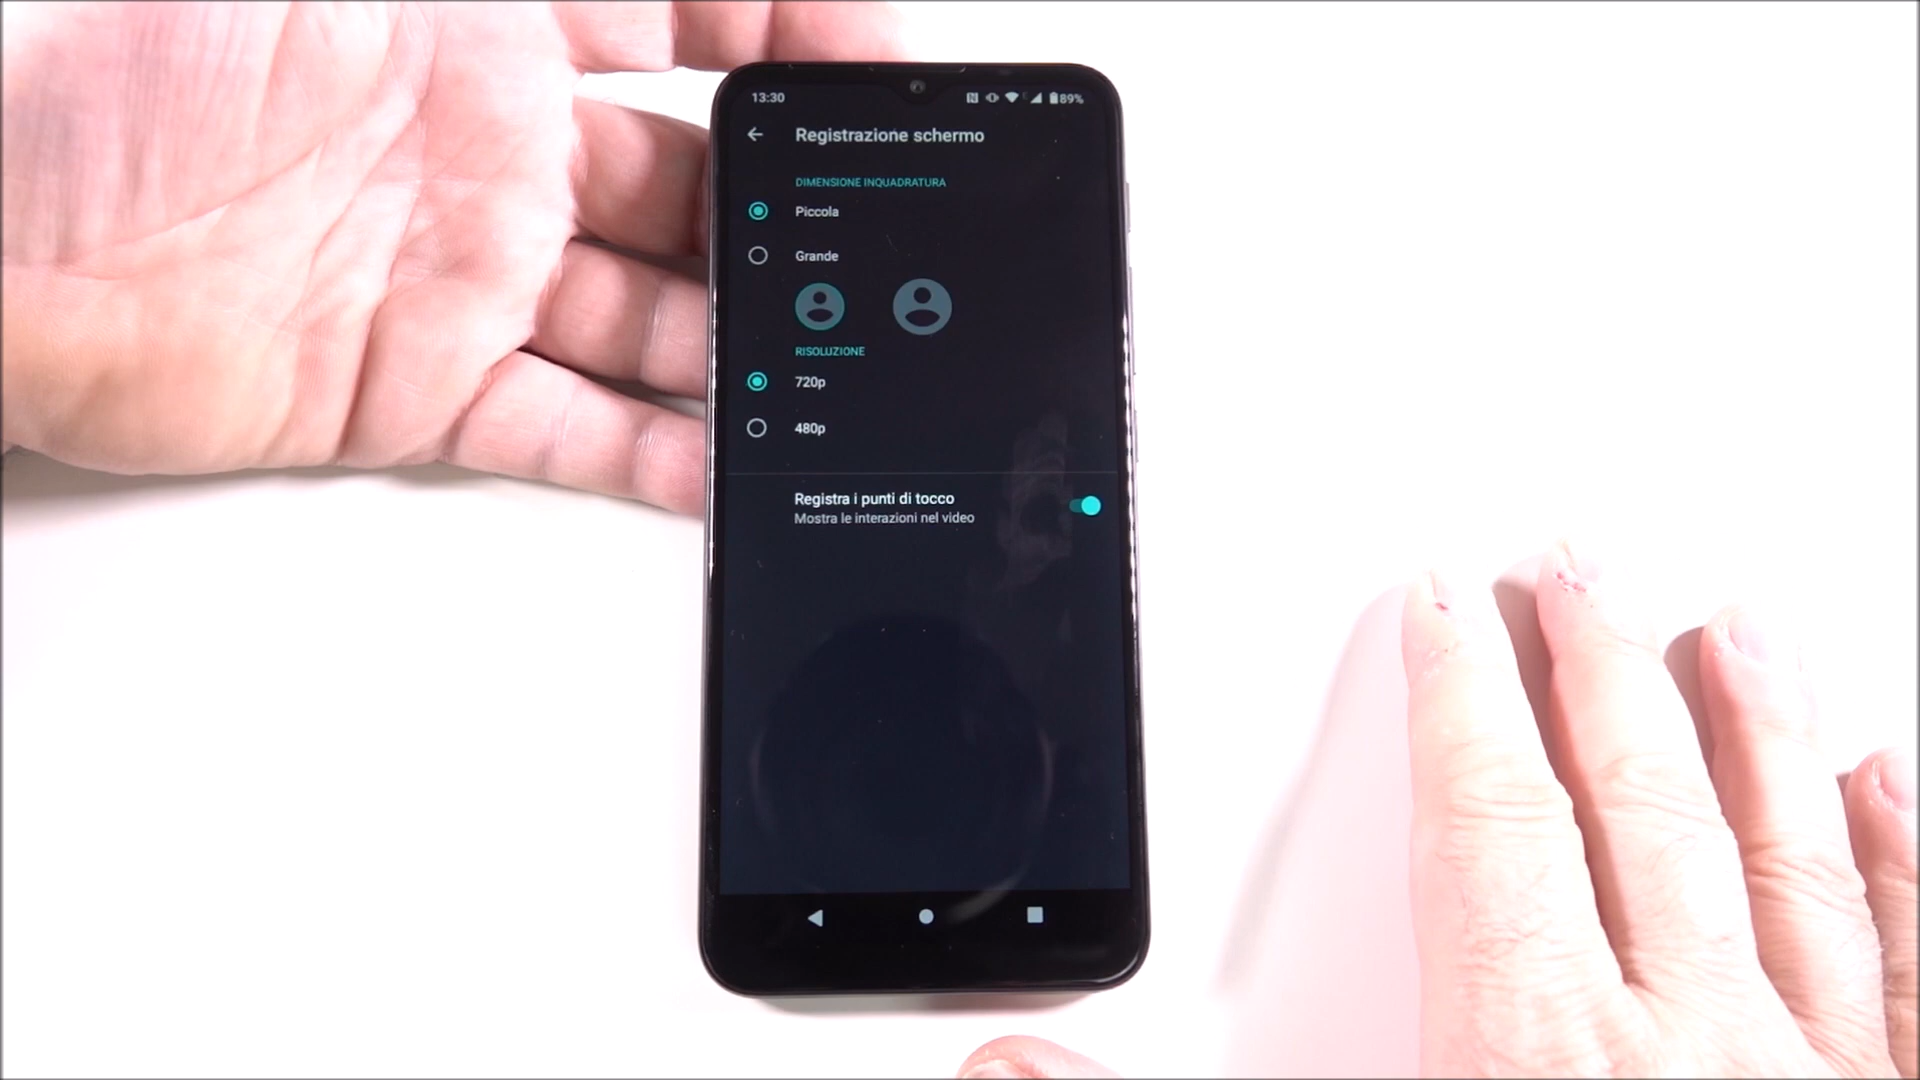 13:30
89%
Registrazione schermo
DIMENSIONE INQUADRATURA
Piccola
Grande
RISOLUZIONE
720p
480p
Registra i punti di tocco
Mostra le interazioni nel video